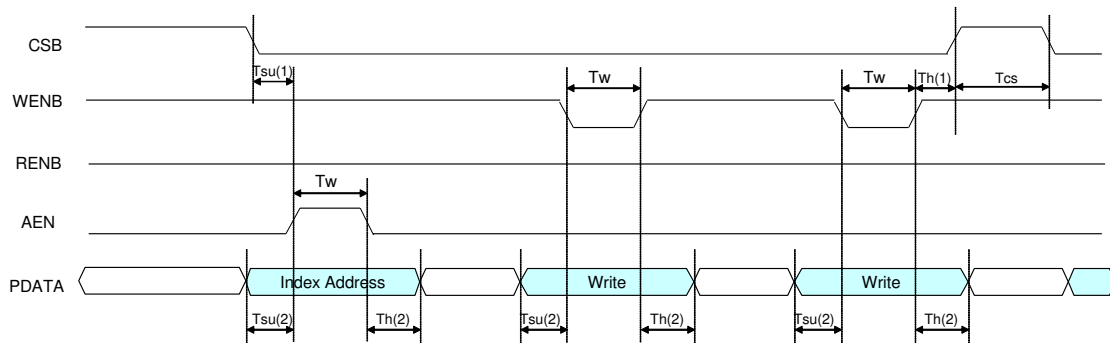 CSB
Tsu(1)
Tw
Tw
Th(1)
Tcs
WENB
RENB
Tw
AEN
PDATA
Index Address
Write
Write
Tsu(2)
Th(2)
Tsu(2)
Th(2)
Tsu(2)
Th(2)